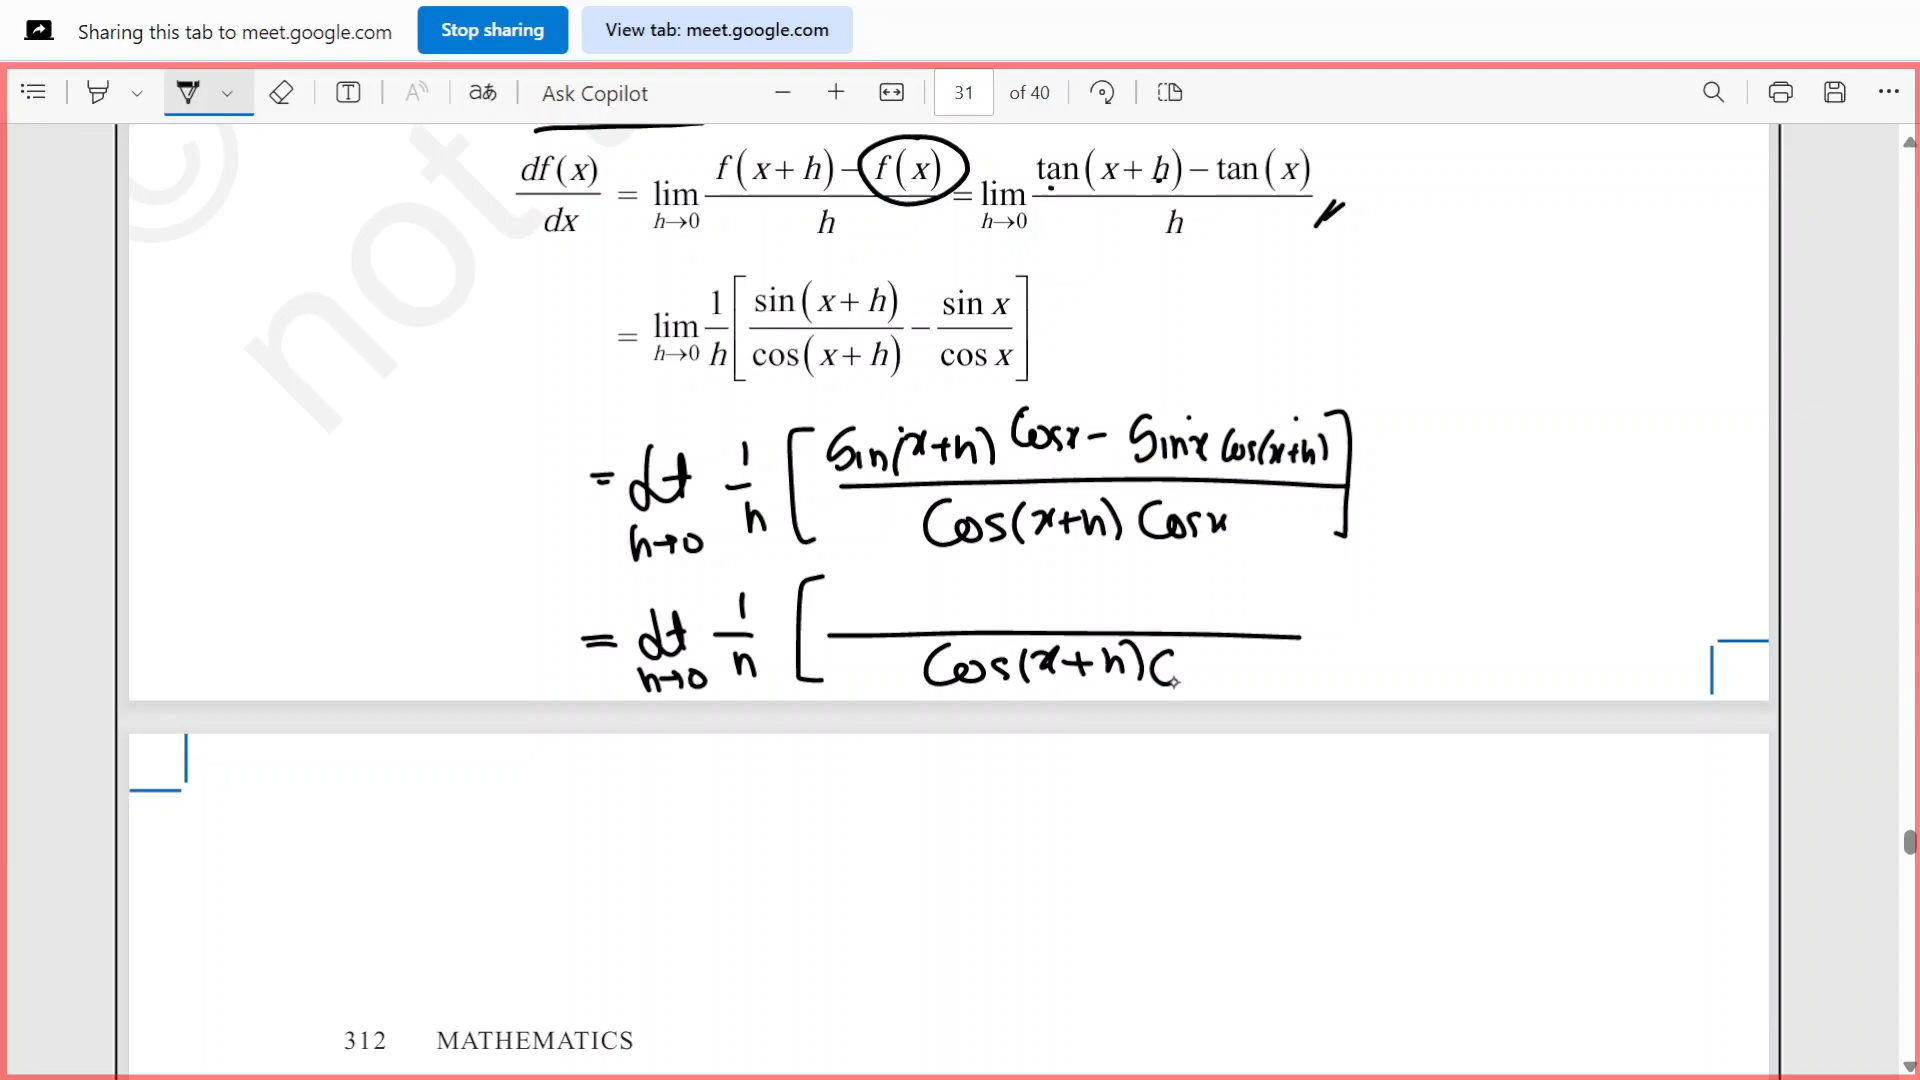 Sharing this tab to meet.google.com Stop sharing View tab: meet.google.com
Ask Copilot 31 of 40
not
df(x)/dx = lim h→0 f(x+h)−f(x)/h = lim h→0 tan(x+h)−tan(x)/h
= lim h→0 1/h [sin(x+h)/cos(x+h) − sin x/cos x]
= lt h→0 1/h [Sin(x+h) Cosx − Sinx Cos(x+h)/Cos(x+h) Cosx]
= lt h→0 1/h [ /Cos(x+h) C
312 MATHEMATICS